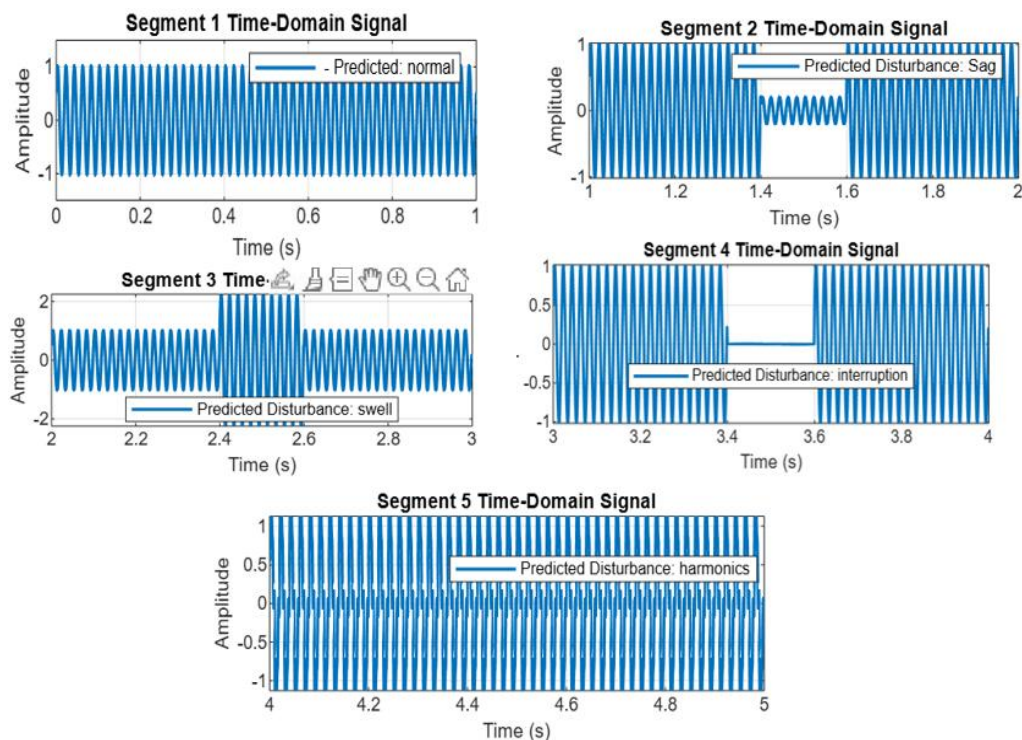 Segment 1 Time-Domain Signal
- Predicted: normal
Amplitude
1
0
-1
0 0.2 0.4 0.6 0.8 1
Time (s)
Segment 2 Time-Domain Signal
Predicted Disturbance: Sag
Amplitude
1
0
-1
1 1.2 1.4 1.6 1.8 2
Time (s)
Segment 3 Time-
Predicted Disturbance: swell
Amplitude
2
0
-2
2 2.2 2.4 2.6 2.8 3
Time (s)
Segment 4 Time-Domain Signal
Predicted Disturbance: interruption
Amplitude
1
0.5
0
-0.5
-1
3 3.2 3.4 3.6 3.8 4
Time (s)
Segment 5 Time-Domain Signal
Predicted Disturbance: harmonics
Amplitude
1
0.5
0
-0.5
-1
4 4.2 4.4 4.6 4.8 5
Time (s)